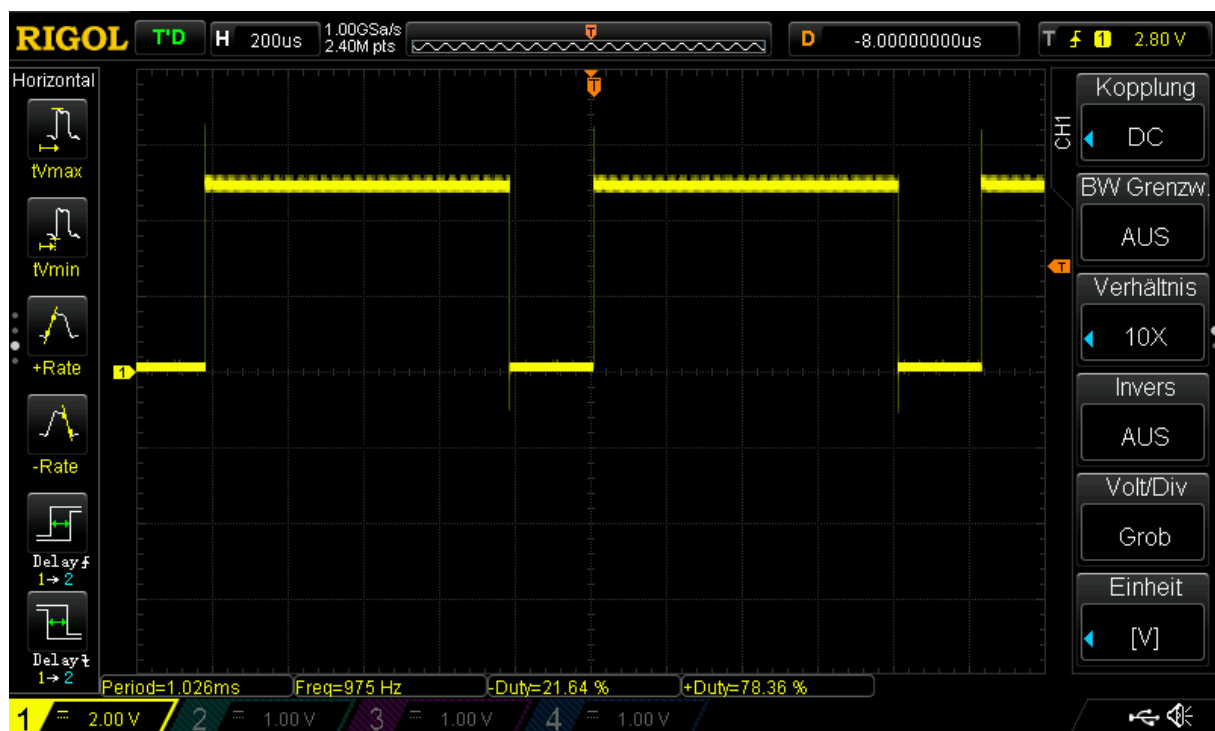 RIGOL T'D H 200us 1.00GSa/s D -8.00000000us T 1 2.80 V
2.40M pts
T
Horizontal
tVmax
tVmin
+Rate
-Rate
Delay
1→2
Delay
1→2
T
1
T
CH1
Kopplung
DC
BW Grenzw.
AUS
Verhältnis
10X
Invers
AUS
Volt/Div
Grob
Einheit
[V]
Period=1.026ms Freq=975 Hz -Duty=21.64 % +Duty=78.36 %
1 2.00 V 2 1.00 V 3 1.00 V 4 1.00 V